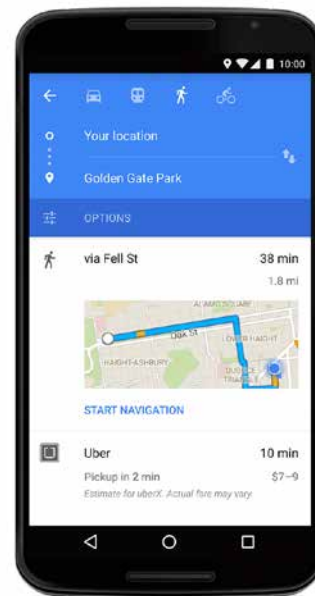 10:00
Your location
Golden Gate Park
OPTIONS
via Fell St 38 min
1.8 mi
ALAMO SQUARE
Oak St
LOWER HAIGHT
HAIGHT-ASHBURY
DUBOCE
TRIANGLE
START NAVIGATION
Uber 10 min
Pickup in 2 min $7–9
Estimate for uberX. Actual fare may vary.